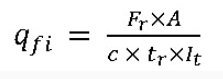 q_{fi} = \frac{F_r \times A}{c \times t_r \times I_t}